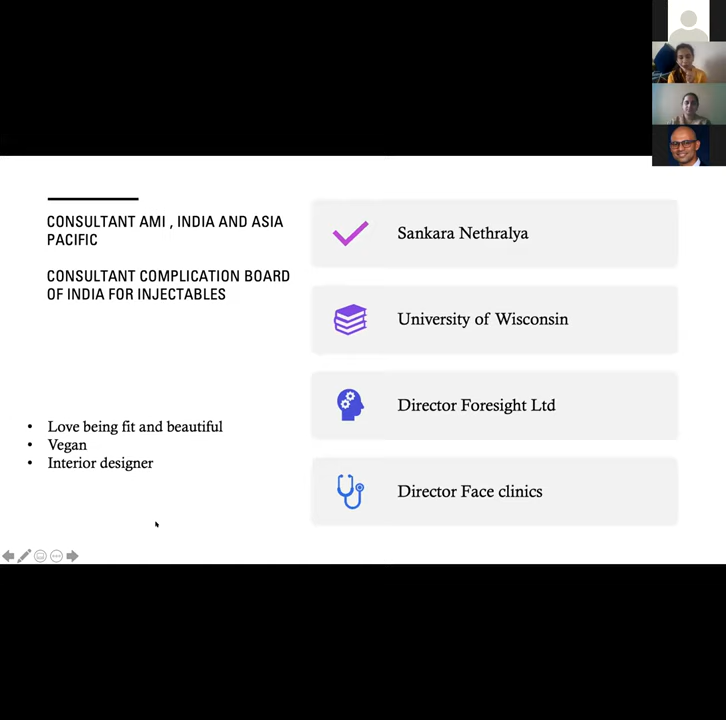 CONSULTANT AMI , INDIA AND ASIA
PACIFIC
CONSULTANT COMPLICATION BOARD
OF INDIA FOR INJECTABLES
• Love being fit and beautiful
• Vegan
• Interior designer
Sankara Nethralya
University of Wisconsin
Director Foresight Ltd
Director Face clinics